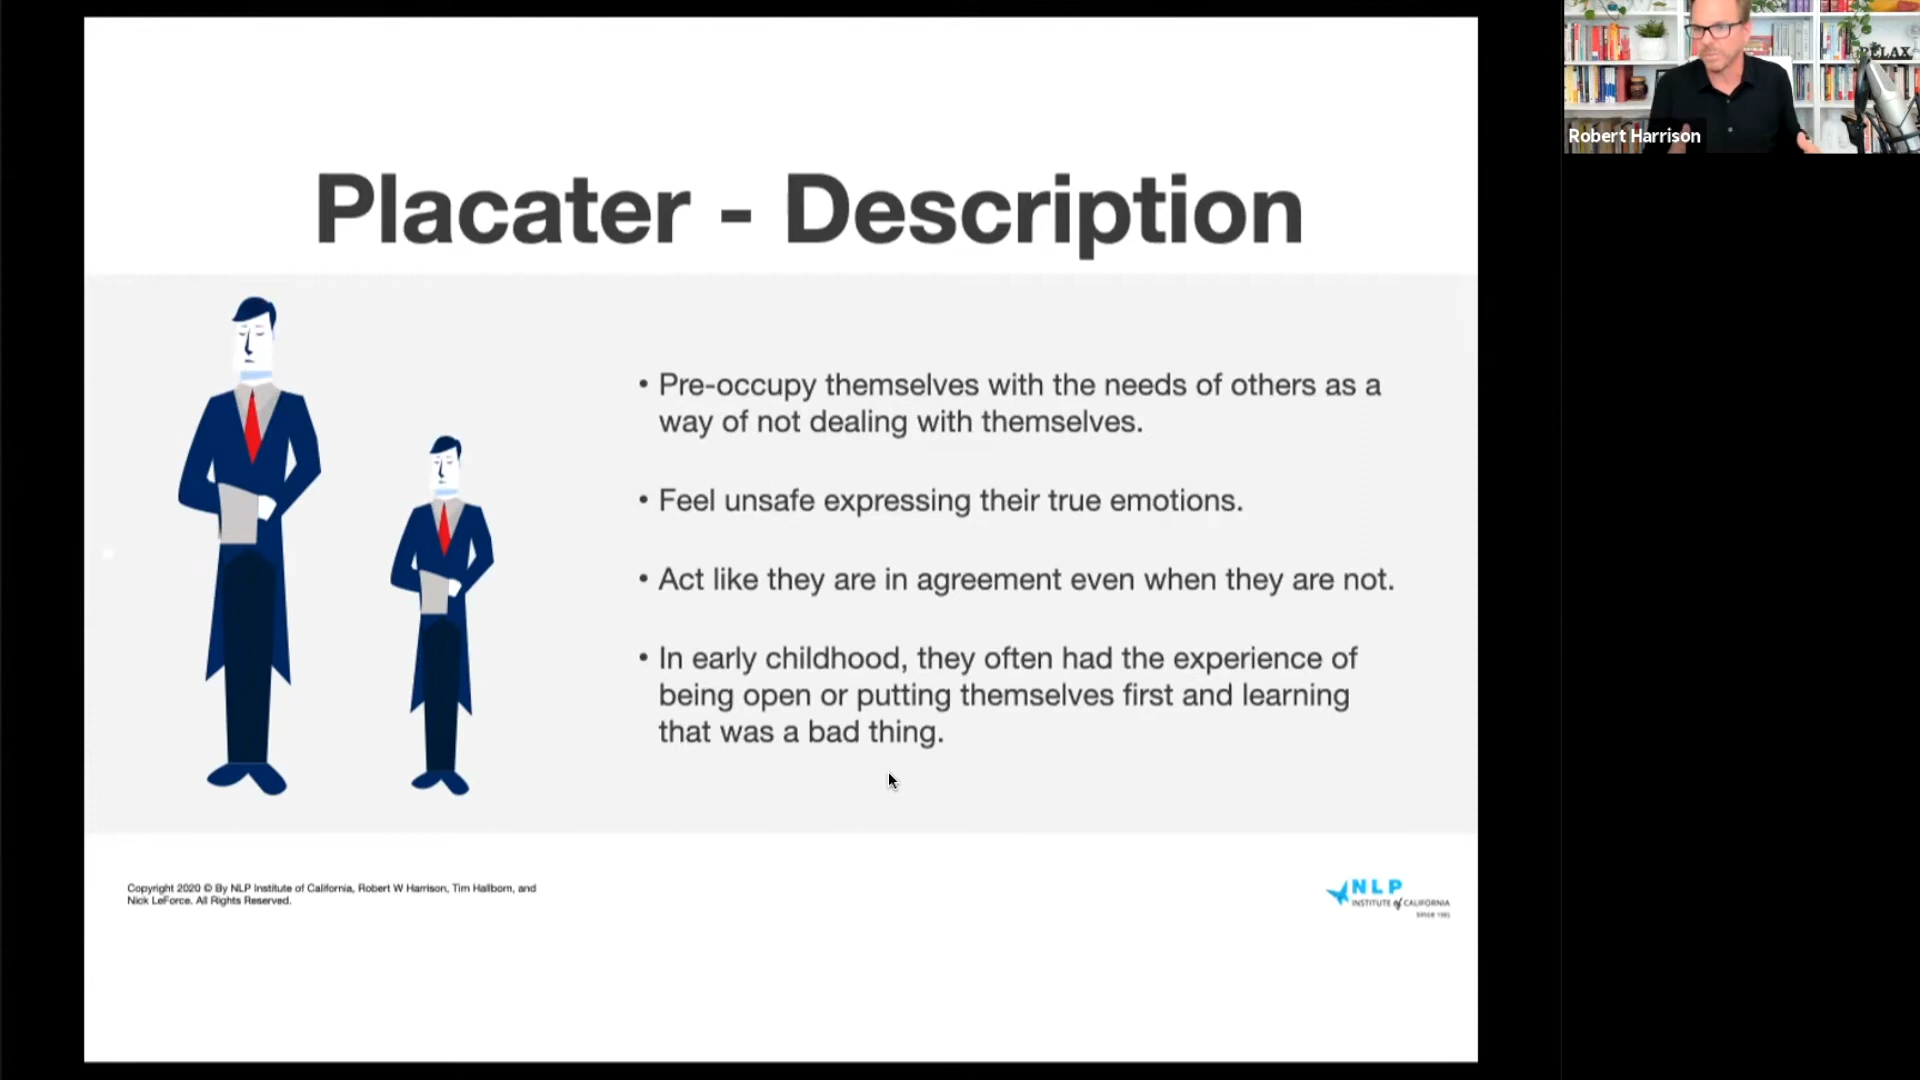 RELAX
Robert Harrison
Placater - Description
• Pre-occupy themselves with the needs of others as a
way of not dealing with themselves.
• Feel unsafe expressing their true emotions.
• Act like they are in agreement even when they are not.
• In early childhood, they often had the experience of
being open or putting themselves first and learning
that was a bad thing.
Copyright 2020 © By NLP Institute of California, Robert W Harrison, Tim Hallbom, and
Nick LeForce. All Rights Reserved.
NLP
INSTITUTE of CALIFORNIA